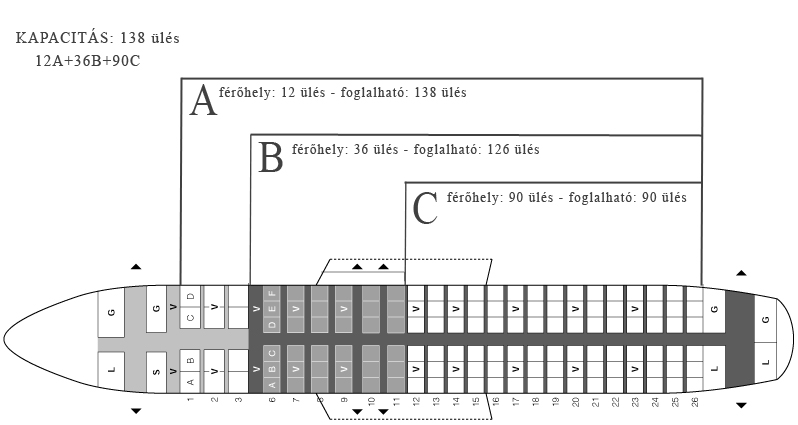 KAPACITÁS: 138 ülés
12A+36B+90C
A férőhely: 12 ülés - foglalható: 138 ülés
B férőhely: 36 ülés - foglalható: 126 ülés
C férőhely: 90 ülés - foglalható: 90 ülés
G G V C D V V D E F V V V V V V V G G
L S V A B V V A B C V V V V V V V L L
1 2 3 6 7 8 9 10 11 12 13 14 15 16 17 18 19 20 21 22 23 24 25 26